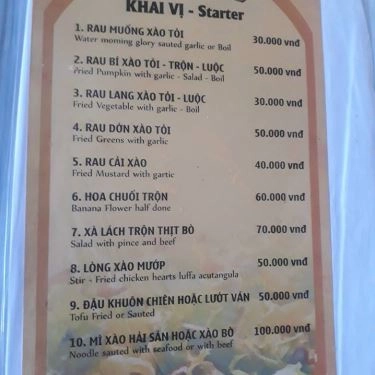 KHAI VỊ - Starter
1. RAU MUỐNG XÀO TỎI 30.000 vnđ
Water morning glory sauted garlic or Boil
2. RAU BÍ XÀO TỎI - TRỘN - LUỘC 50.000 vnđ
Fried Pumpkin with garlic - Salad - Boil
3. RAU LANG XÀO TỎI - LUỘC 30.000 vnđ
Fried Vegetable with garlic - Boil
4. RAU DỚN XÀO TỎI 50.000 vnđ
Fried Greens with garlic
5. RAU CẢI XÀO 40.000 vnđ
Fried Mustard with gartic
6. HOA CHUỐI TRỘN 60.000 vnđ
Banana Flower half done
7. XÀ LÁCH TRỘN THỊT BÒ 70.000 vnđ
Salad with pince and beef
8. LÒNG XÀO MƯỚP 50.000 vnđ
Stir - Fried chicken hearts luffa acutangula
9. ĐẬU KHUÔN CHIÊN HOẶC LƯỚT VÁN 50.000 vnđ
Tofu Fried or Sauted
10. MÌ XÀO HẢI SẢN HOẶC XÀO BÒ 100.000 vnđ
Noodle sauted with seafood or with beef